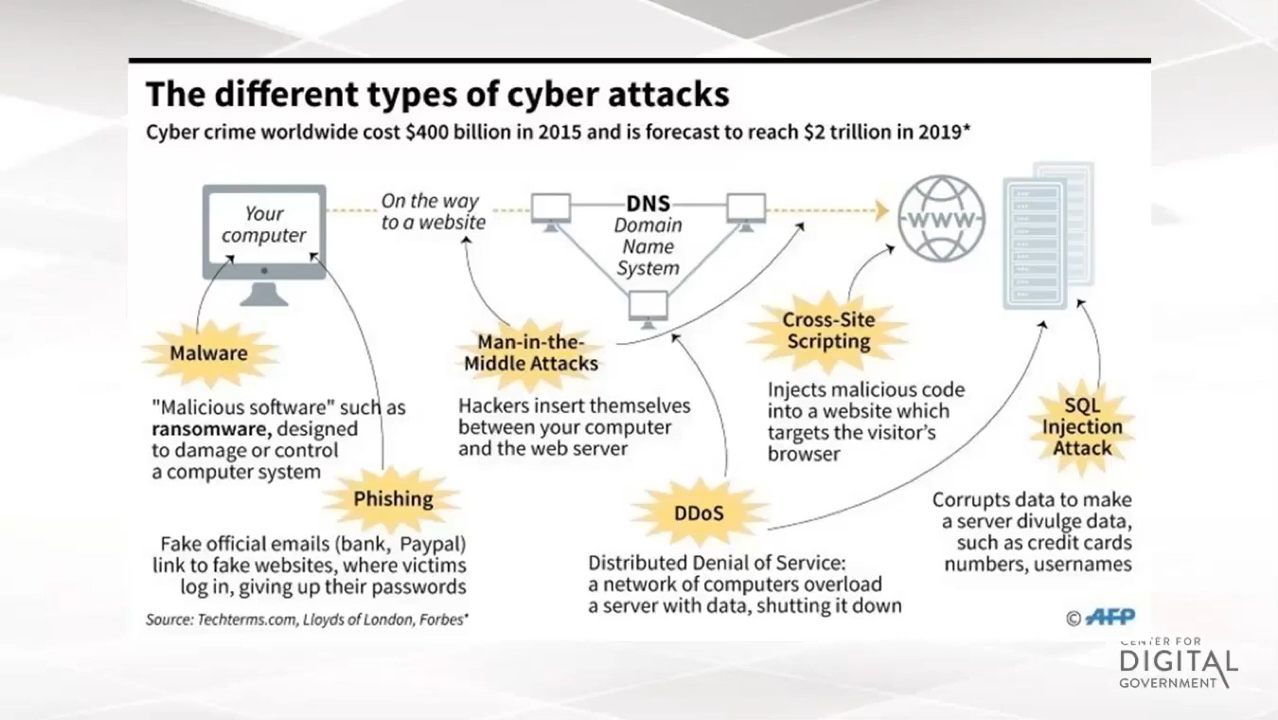 The different types of cyber attacks
Cyber crime worldwide cost $400 billion in 2015 and is forecast to reach $2 trillion in 2019*
Your
computer
On the way
to a website
DNS
Domain
Name
System
WWW
Malware
"Malicious software" such as
ransomware, designed
to damage or control
a computer system
Phishing
Fake official emails (bank, Paypal)
link to fake websites, where victims
log in, giving up their passwords
Man-in-the-
Middle Attacks
Hackers insert themselves
between your computer
and the web server
DDoS
Distributed Denial of Service:
a network of computers overload
a server with data, shutting it down
Cross-Site
Scripting
Injects malicious code
into a website which
targets the visitor's
browser
SQL
Injection
Attack
Corrupts data to make
a server divulge data,
such as credit cards
numbers, usernames
Source: Techterms.com, Lloyds of London, Forbes*
© AFP
CENTER FOR
DIGITAL
GOVERNMENT